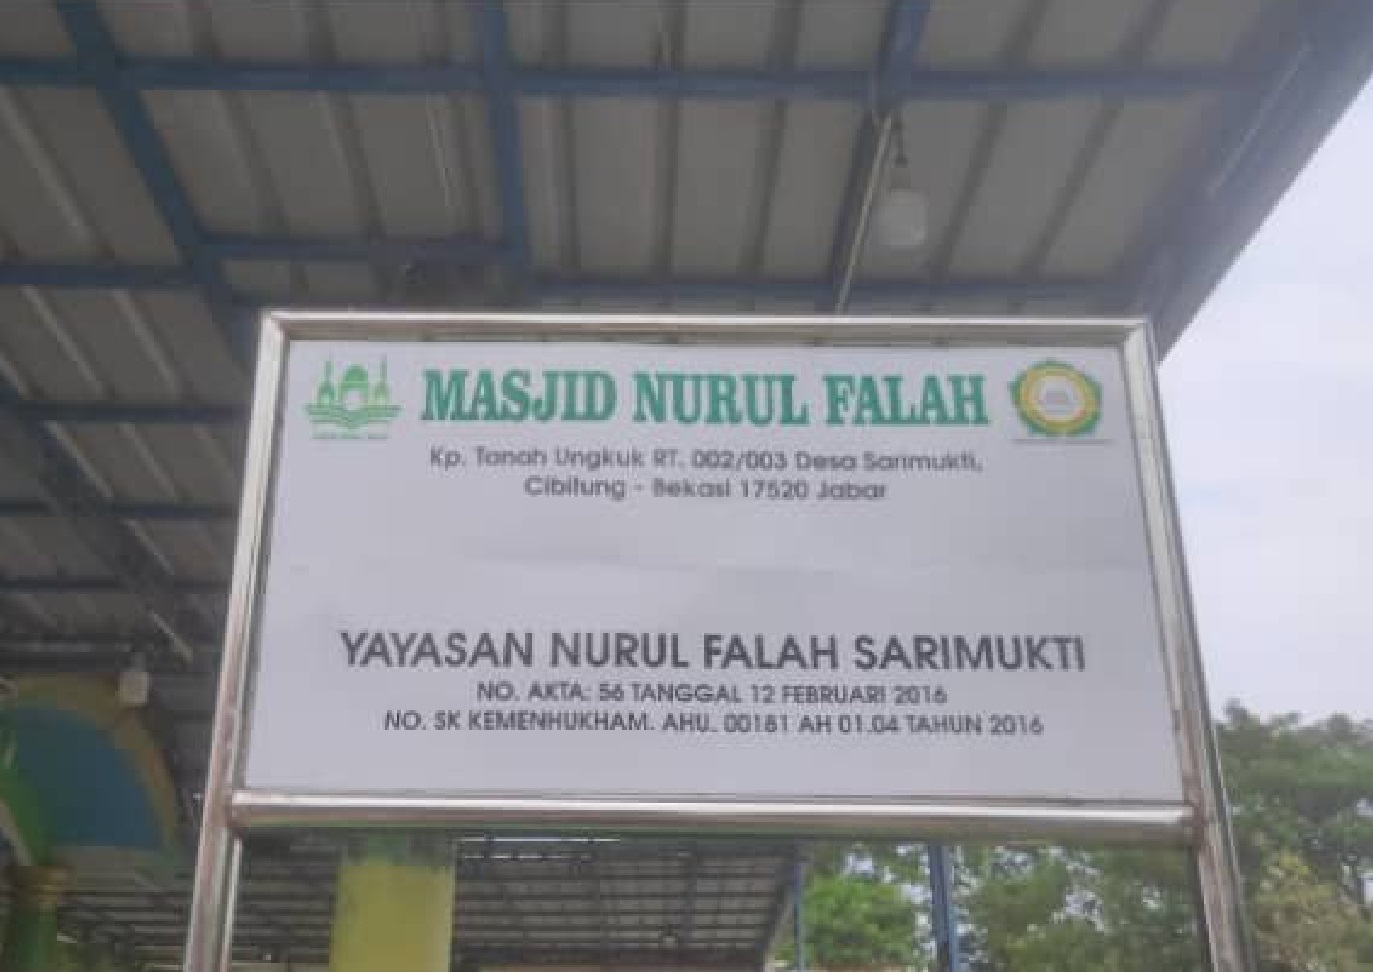 MASJID NURUL FALAH
Kp. Tanah Ungkuk RT. 002/003 Desa Sarimukti,
Cibitung - Bekasi 17520 Jabar
YAYASAN NURUL FALAH SARIMUKTI
NO. AKTA: 56 TANGGAL 12 FEBRUARI 2016
NO. SK KEMENHUKHAM. AHU. 00181 AH 01.04 TAHUN 2016